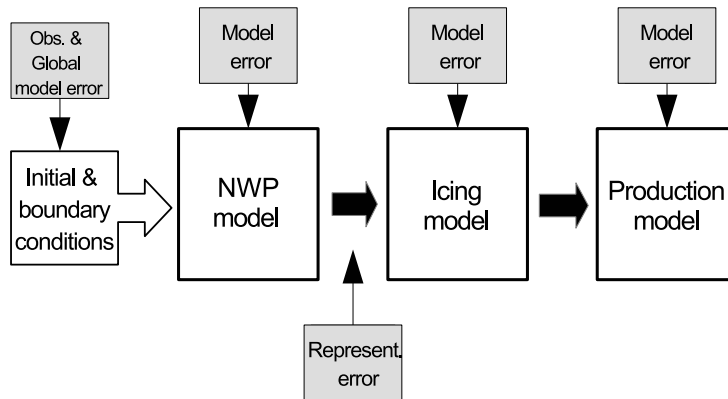 Obs. &
Global
model error
Model
error
Model
error
Model
error
Initial &
boundary
conditions
NWP
model
Icing
model
Production
model
Represent.
error